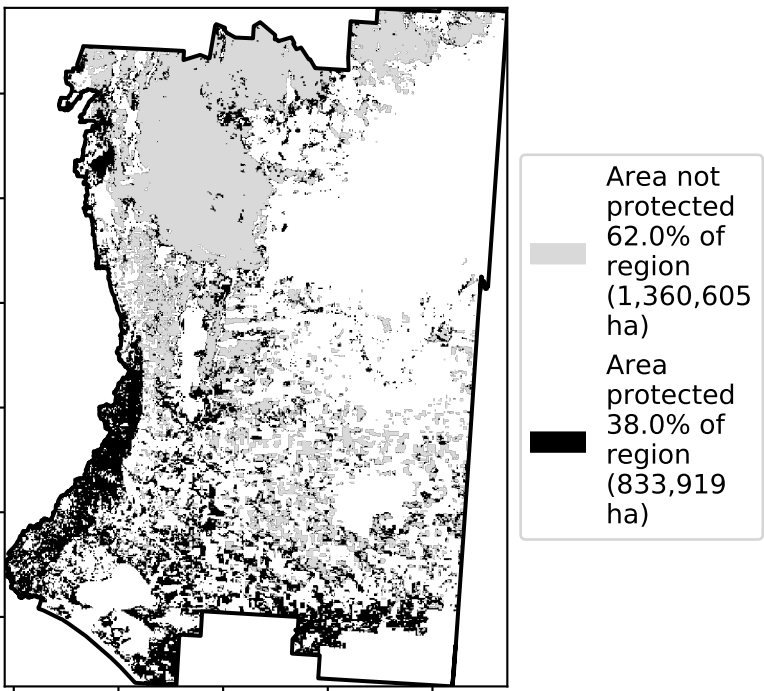 Area not
protected
62.0% of
region
(1,360,605
ha)
Area
protected
38.0% of
region
(833,919
ha)